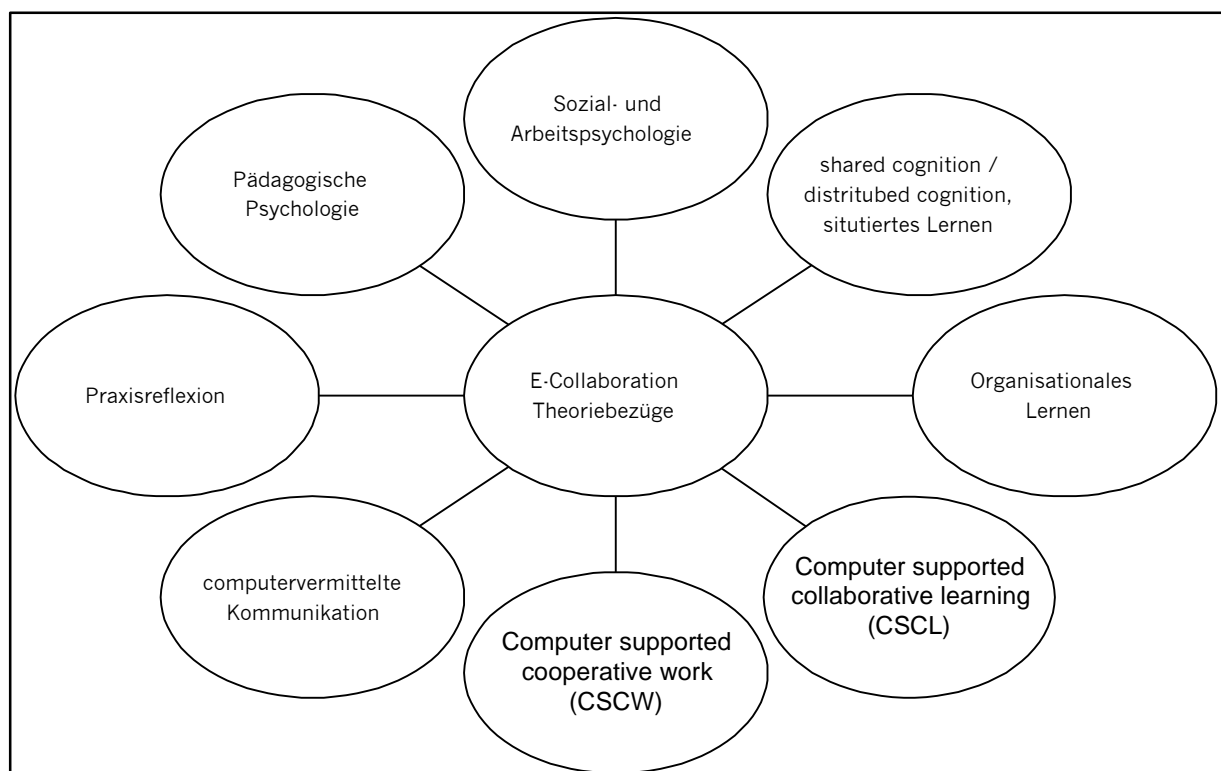 Sozial- und
Arbeitspsychologie
Pädagogische
Psychologie
shared cognition /
distritubed cognition,
situtiertes Lernen
Praxisreflexion
E-Collaboration
Theoriebezüge
Organisationales
Lernen
computervermittelte
Kommunikation
Computer supported
cooperative work
(CSCW)
Computer supported
collaborative learning
(CSCL)